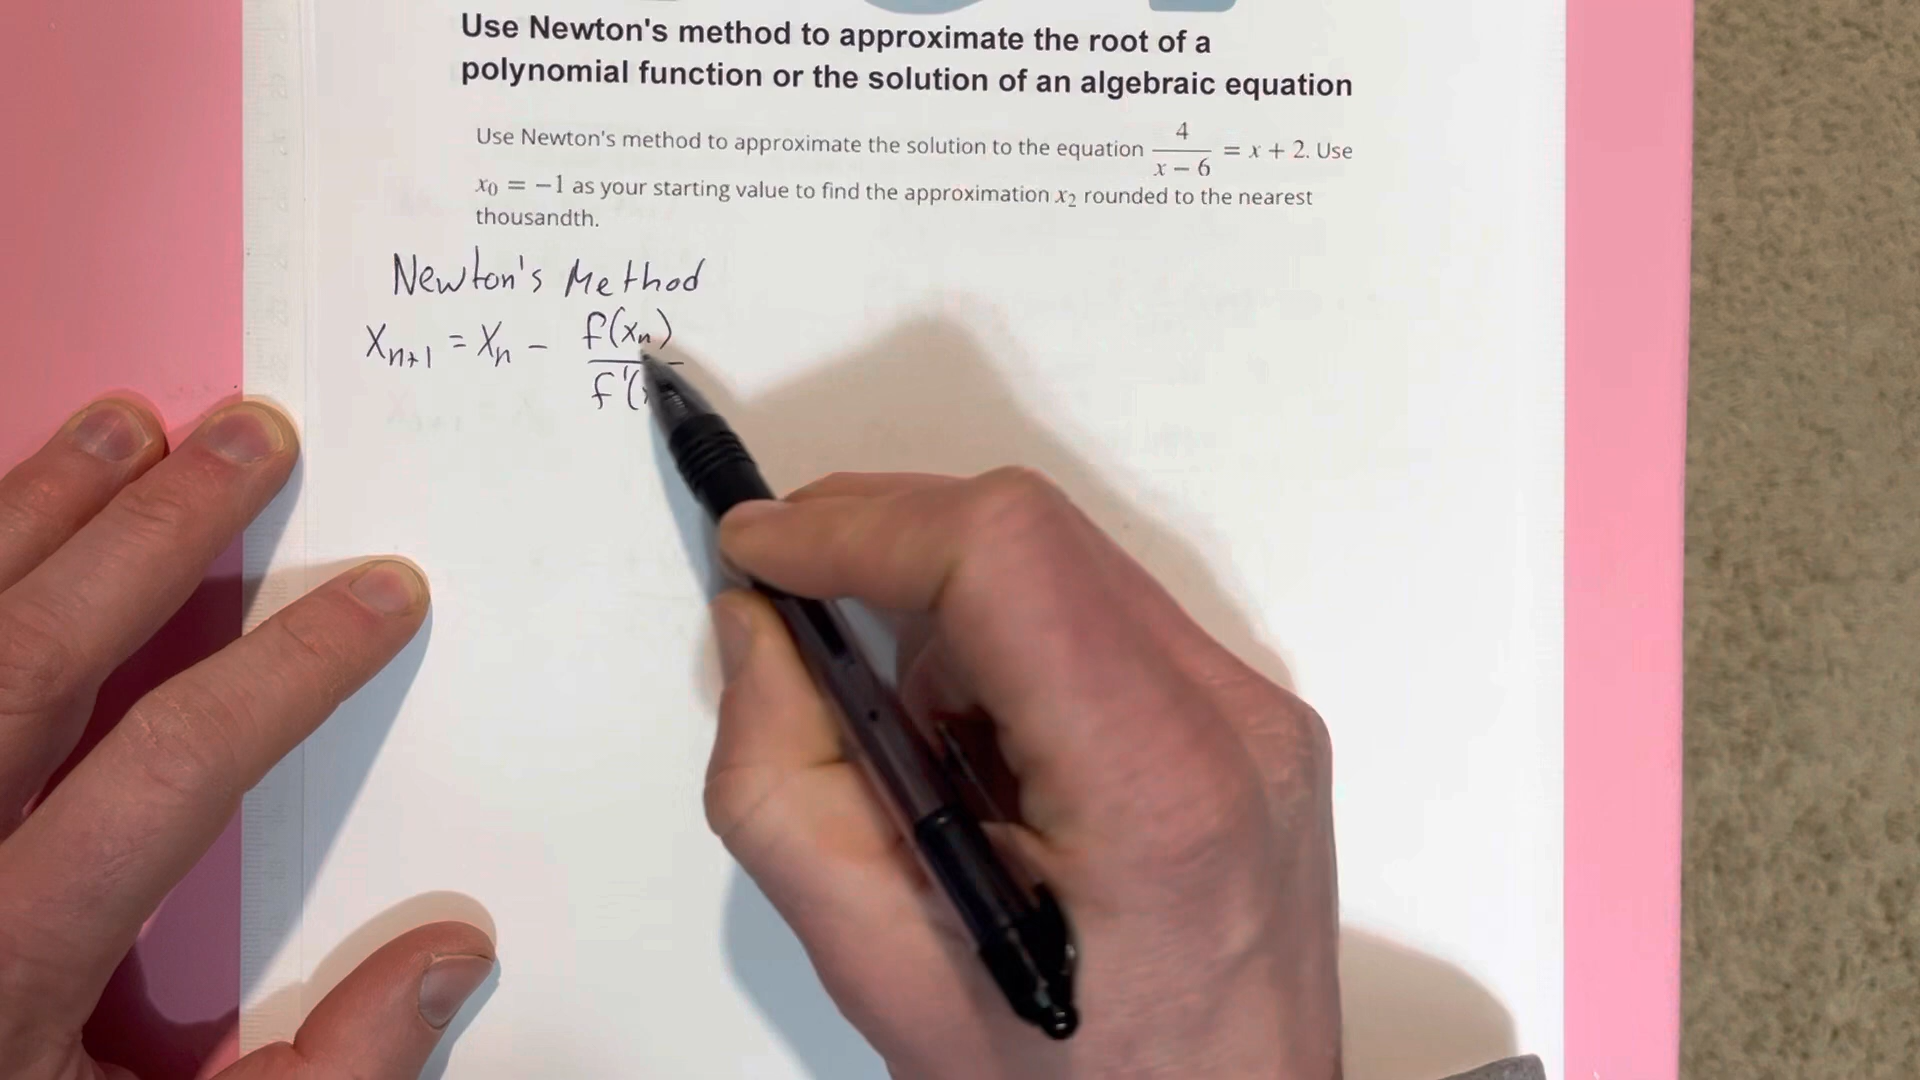 Use Newton's method to approximate the root of a
polynomial function or the solution of an algebraic equation
Use Newton's method to approximate the solution to the equation 4/(x − 6) = x + 2. Use
x₀ = −1 as your starting value to find the approximation x₂ rounded to the nearest
thousandth.
Newton's Method
Xₙ₊₁ = Xₙ − f(xₙ)
f'(